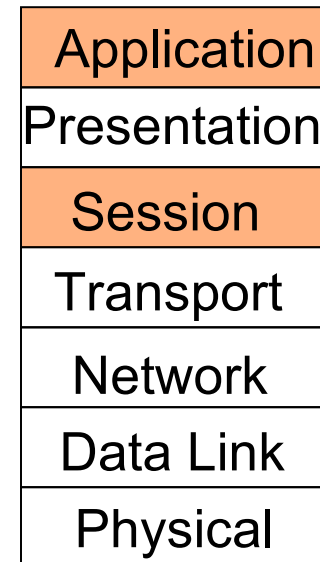 Application
Presentation
Session
Transport
Network
Data Link
Physical